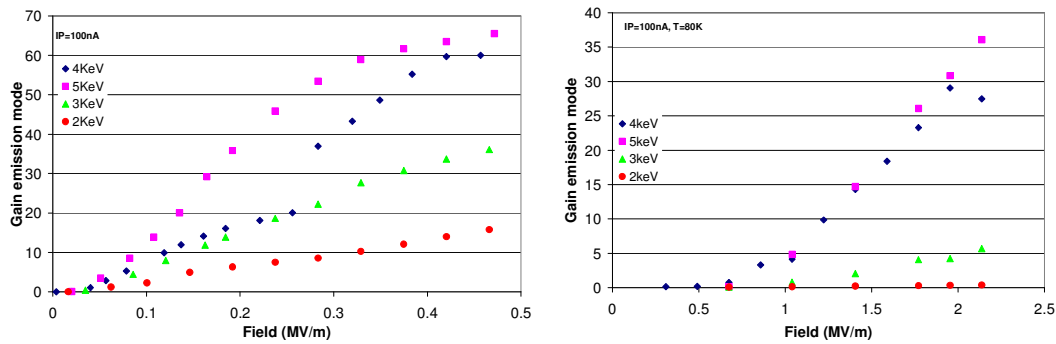 70
60
50
40
30
20
10
0
Gain emission mode
IP=100nA
4KeV
5KeV
3KeV
2KeV
0 0.1 0.2 0.3 0.4 0.5
Field (MV/m)
40
35
30
25
20
15
10
5
0
Gain emission mode
IP=100nA, T=80K
4keV
5keV
3keV
2keV
0 0.5 1 1.5 2 2.5
Field (MV/m)